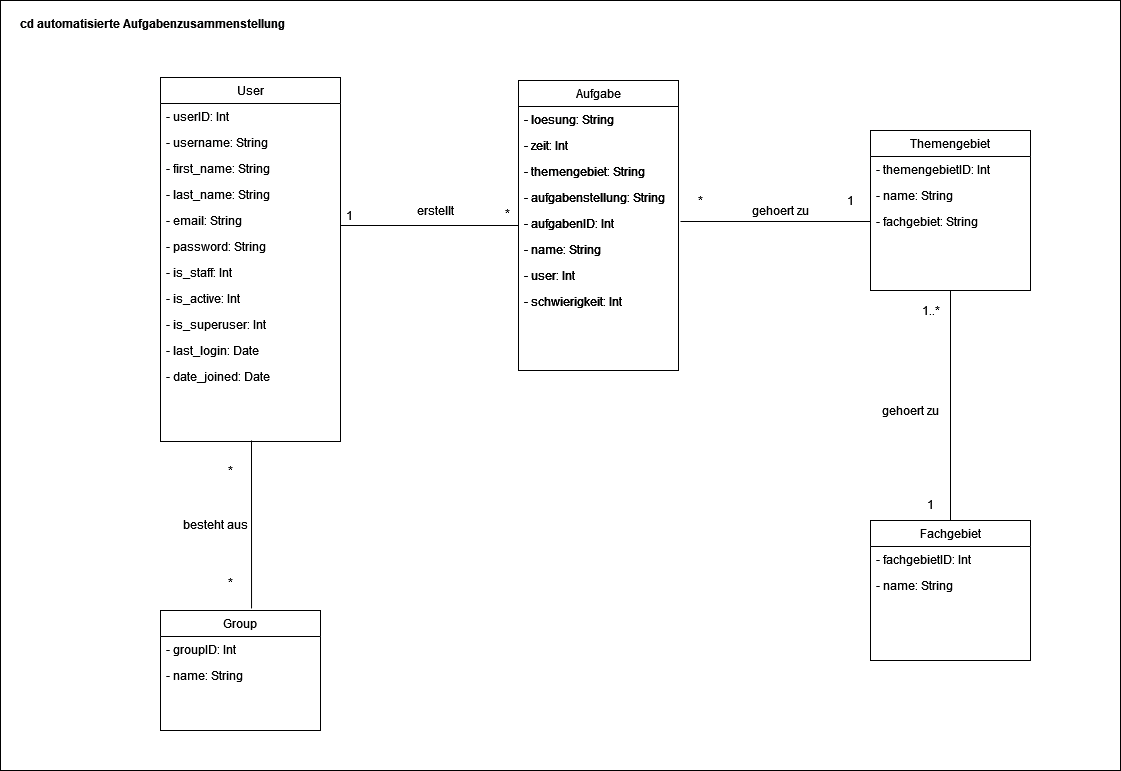 cd automatisierte Aufgabenzusammenstellung
User
- userID: Int
- username: String
- first_name: String
- last_name: String
- email: String
- password: String
- is_staff: Int
- is_active: Int
- is_superuser: Int
- last_login: Date
- date_joined: Date
1
erstellt
*
Aufgabe
- loesung: String
- zeit: Int
- themengebiet: String
- aufgabenstellung: String
- aufgabenID: Int
- name: String
- user: Int
- schwierigkeit: Int
*
gehoert zu
1
Themengebiet
- themengebietID: Int
- name: String
- fachgebiet: String
1..*
gehoert zu
1
Fachgebiet
- fachgebietID: Int
- name: String
*
besteht aus
*
Group
- groupID: Int
- name: String